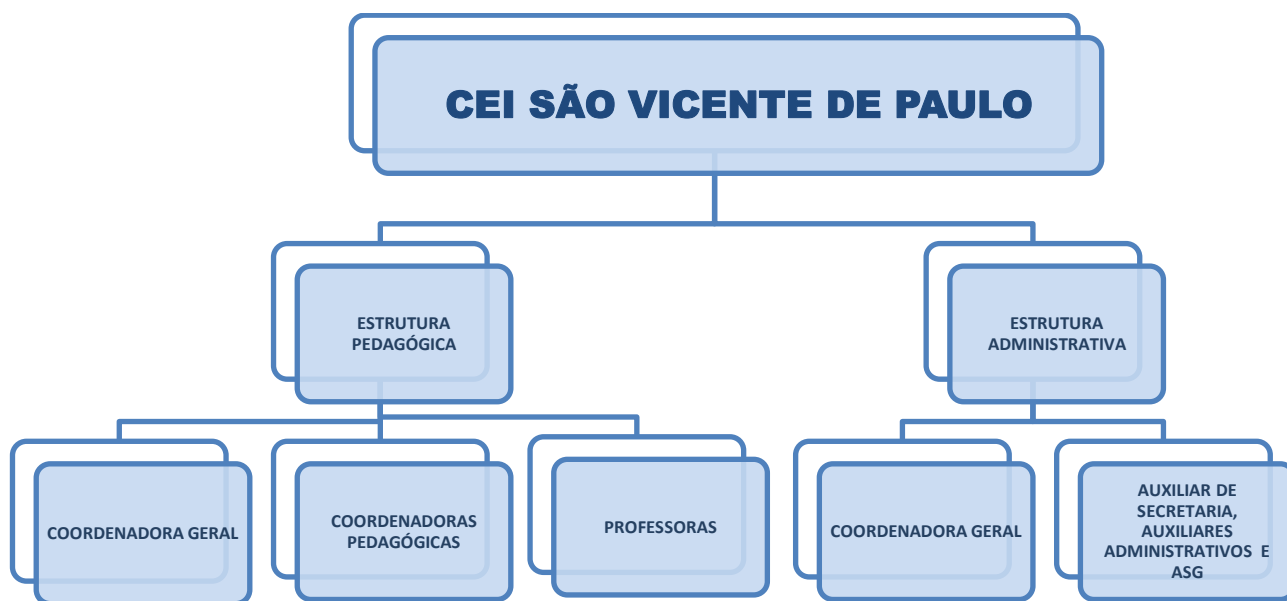 CEI SÃO VICENTE DE PAULO
ESTRUTURA
PEDAGÓGICA
ESTRUTURA
ADMINISTRATIVA
COORDENADORA GERAL
COORDENADORAS
PEDAGÓGICAS
PROFESSORAS
COORDENADORA GERAL
AUXILIAR DE
SECRETARIA,
AUXILIARES
ADMINISTRATIVOS E
ASG